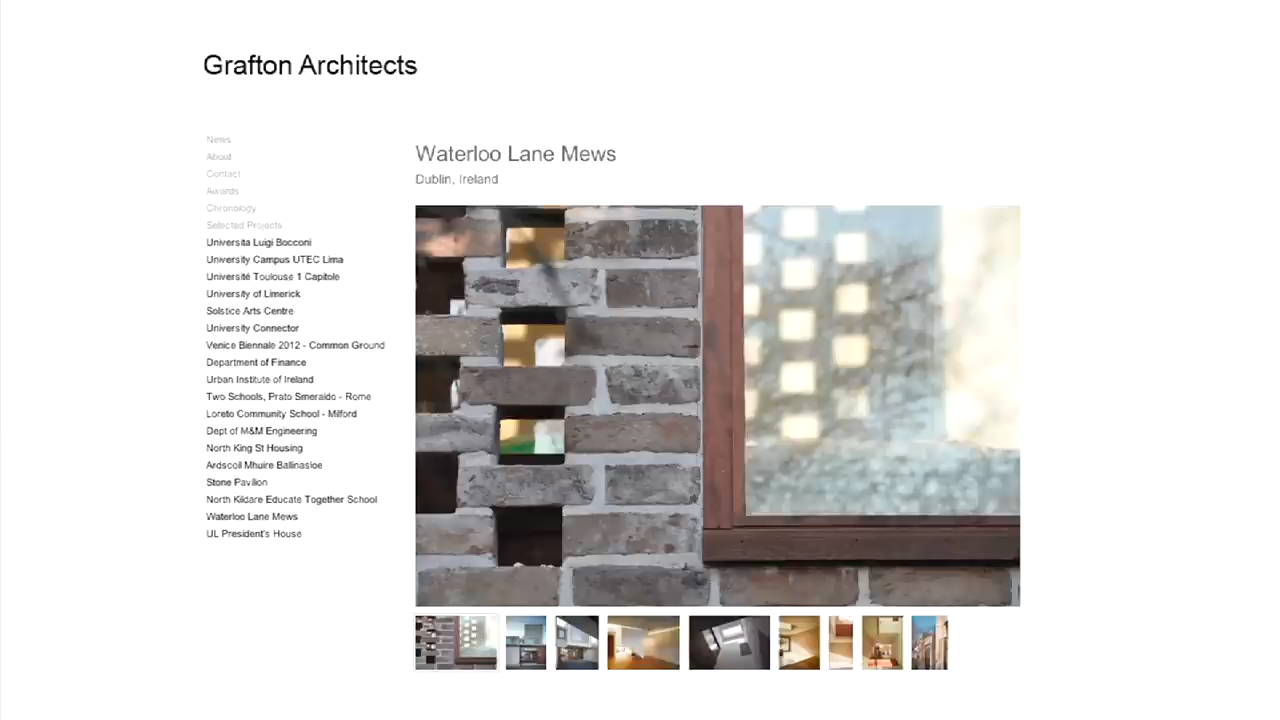 Grafton Architects
News
About
Contact
Awards
Chronology
Selected Projects
Universita Luigi Bocconi
University Campus UTEC Lima
Université Toulouse 1 Capitole
University of Limerick
Solstice Arts Centre
University Connector
Venice Biennale 2012 - Common Ground
Department of Finance
Urban Institute of Ireland
Two Schools, Prato Smeraldo - Rome
Loreto Community School - Milford
Dept of M&M Engineering
North King St Housing
Ardscoil Mhuire Ballinasloe
Stone Pavilion
North Kildare Educate Together School
Waterloo Lane Mews
UL President's House
Waterloo Lane Mews
Dublin, Ireland